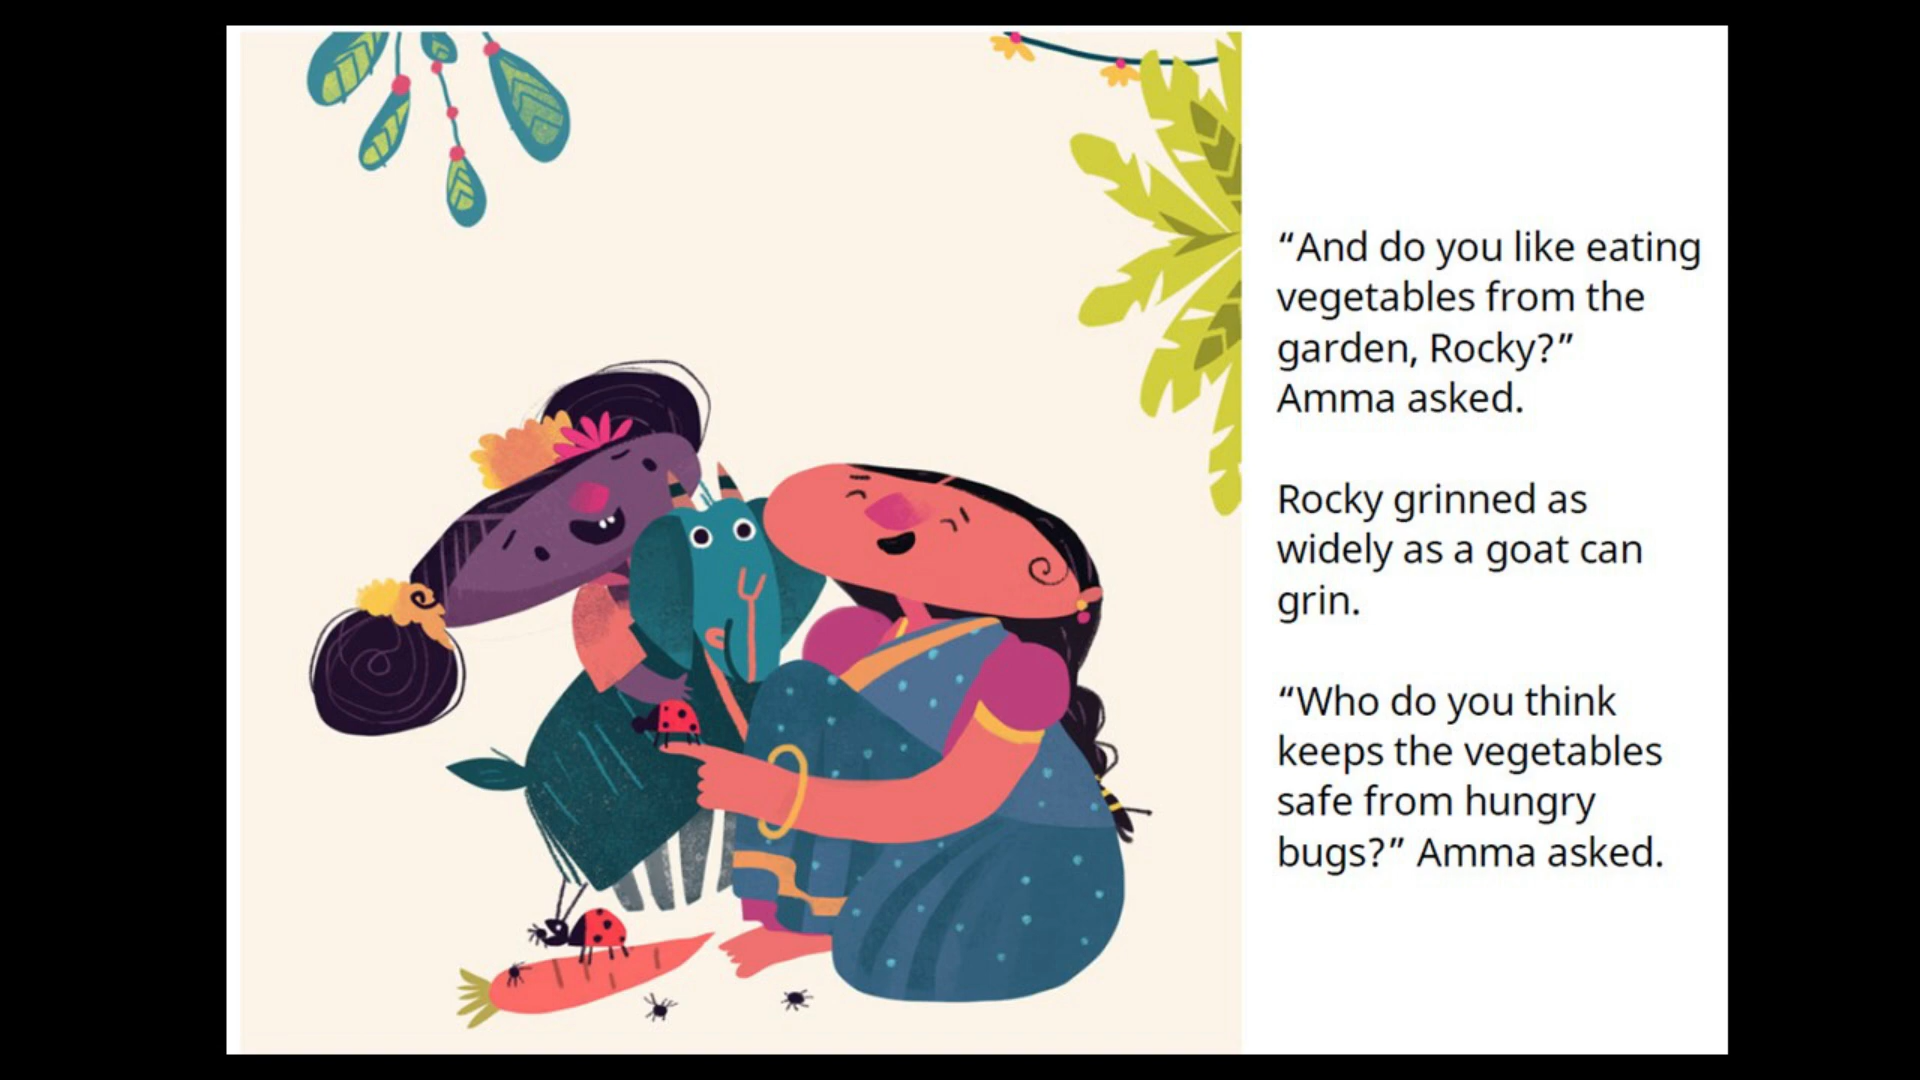 “And do you like eating
vegetables from the
garden, Rocky?”
Amma asked.
Rocky grinned as
widely as a goat can
grin.
“Who do you think
keeps the vegetables
safe from hungry
bugs?” Amma asked.